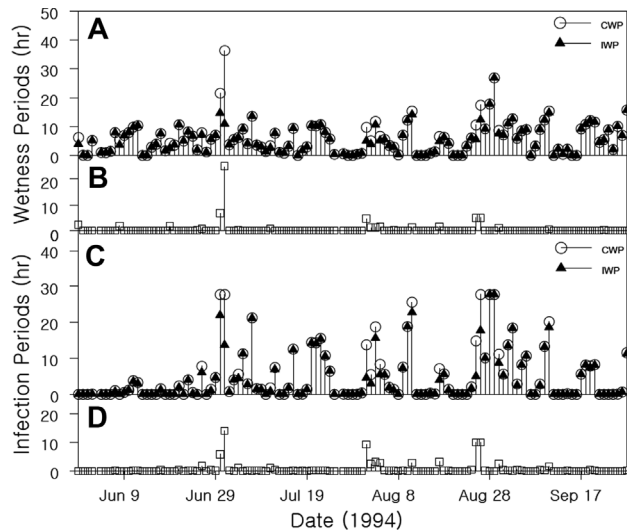 50
A
CWP
40
IWP
30
20
10
0
Wetness Periods (hr)
B
20
10
0
40
C
CWP
30
IWP
20
10
0
Infection Periods (hr)
20
D
10
0
Jun 9
Jun 29
Jul 19
Aug 8
Aug 28
Sep 17
Date (1994)